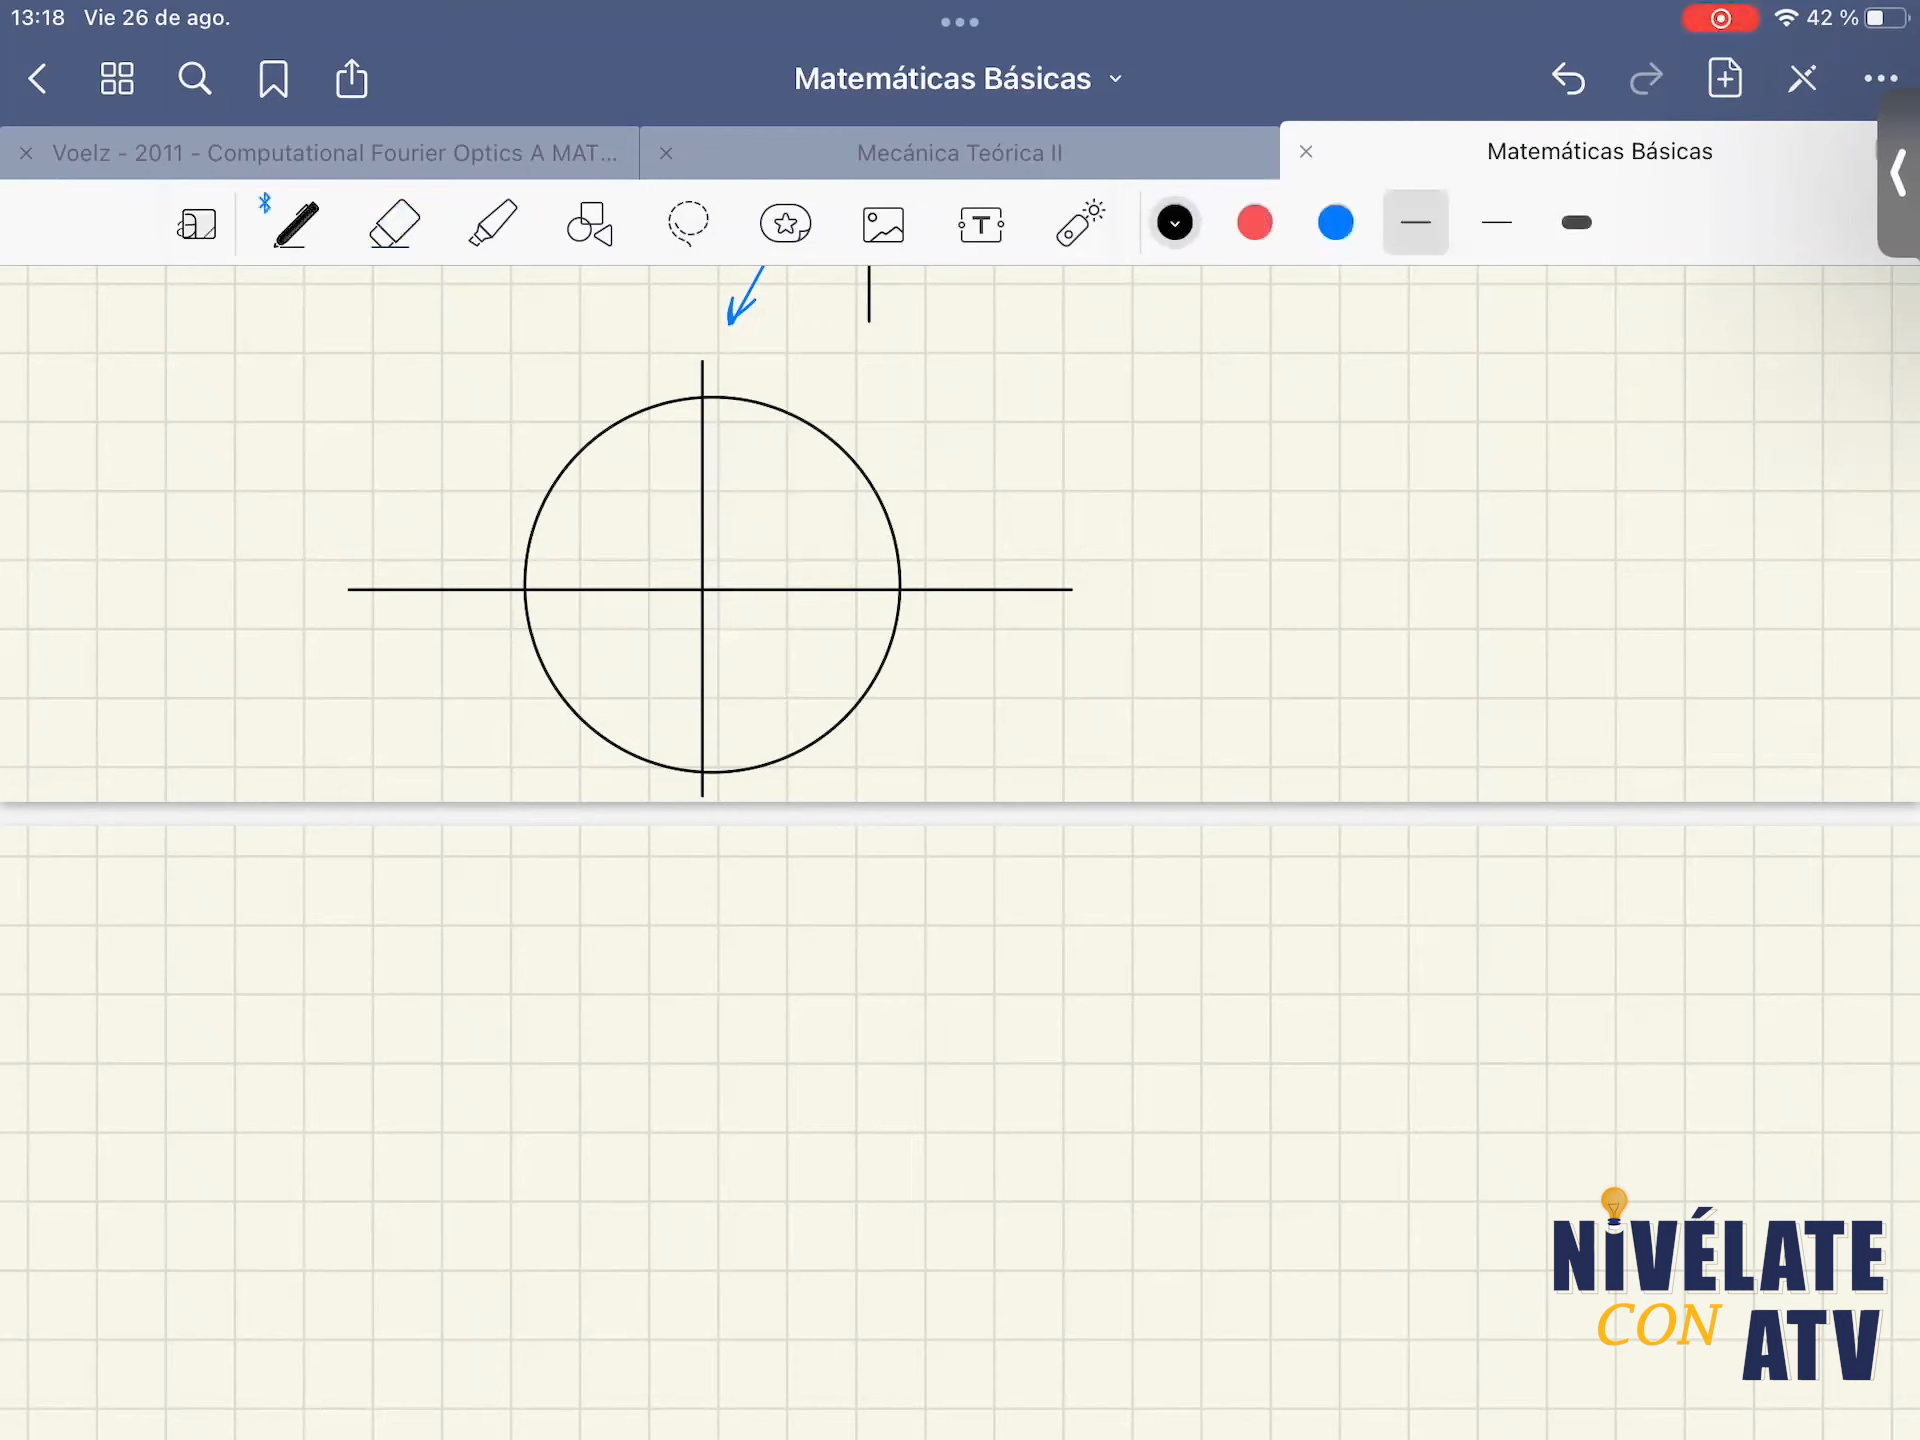 13:18 Vie 26 de ago.
42 %
Matemáticas Básicas
Voelz - 2011 - Computational Fourier Optics A MAT...
Mecánica Teórica II
Matemáticas Básicas
NiVÉLATE
CON
ATV